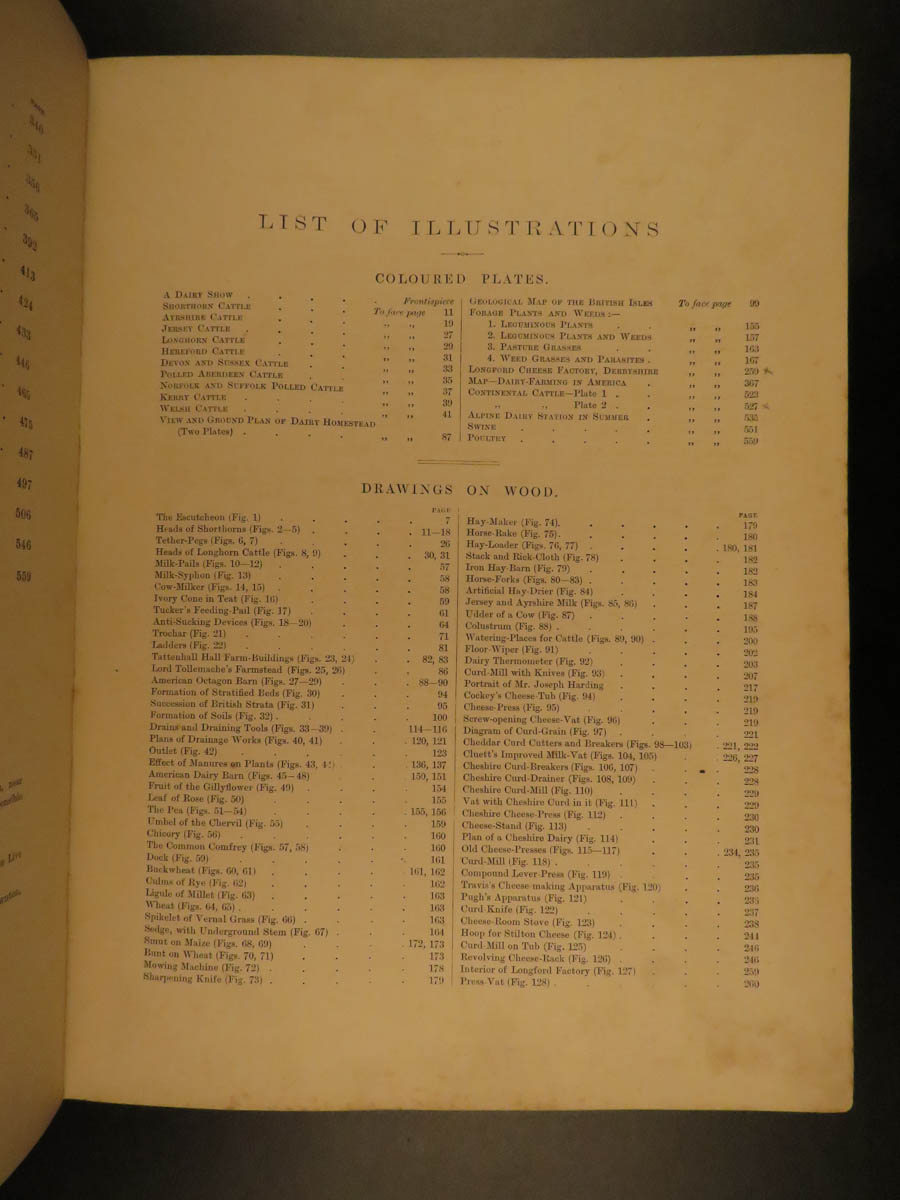 PAGE
346
351
356
365
392
413
424
433
446
465
475
487
497
506
546
559
LIST OF ILLUSTRATIONS
COLOURED PLATES.
A Dairy Show . . . . . Frontispiece
Shorthorn Cattle . . . To face page 11
Ayrshire Cattle . . . ,, ,, 19
Jersey Cattle . . . . ,, ,, 27
Longhorn Cattle . . . ,, ,, 29
Hereford Cattle . . . ,, ,, 31
Devon and Sussex Cattle . . ,, ,, 33
Polled Aberdeen Cattle . . ,, ,, 35
Norfolk and Suffolk Polled Cattle ,, ,, 37
Kerry Cattle . . . . ,, ,, 39
Welsh Cattle . . . . ,, ,, 41
View and Ground Plan of Dairy Homestead
(Two Plates) . . . . ,, ,, 87
Geological Map of the British Isles To face page 99
Forage Plants and Weeds:—
1. Leguminous Plants . . ,, ,, 155
2. Leguminous Plants and Weeds ,, ,, 157
3. Pasture Grasses . . ,, ,, 163
4. Weed Grasses and Parasites . ,, ,, 167
Longford Cheese Factory, Derbyshire ,, ,, 259
Map—Dairy-Farming in America . ,, ,, 367
Continental Cattle—Plate 1 . . ,, ,, 523
,, ,, Plate 2 . . ,, ,, 527
Alpine Dairy Station in Summer . ,, ,, 535
Swine . . . . . ,, ,, 551
Poultry . . . . . ,, ,, 559
DRAWINGS ON WOOD.
PAGE
The Escutcheon (Fig. 1) . . . . . 7
Heads of Shorthorns (Figs. 2—5) . . . . 11—18
Tether-Pegs (Figs. 6, 7) . . . . . 26
Heads of Longhorn Cattle (Figs. 8, 9) . . . 30, 31
Milk-Pails (Figs. 10—12) . . . . . 57
Milk-Syphon (Fig. 13) . . . . . 58
Cow-Milker (Figs. 14, 15) . . . . . 58
Ivory Cone in Teat (Fig. 16) . . . . 59
Tucker's Feeding-Pail (Fig. 17) . . . . 61
Anti-Sucking Devices (Figs. 18—20) . . . 64
Trochar (Fig. 21) . . . . . 71
Ladders (Fig. 22) . . . . . 81
Tattenhall Hall Farm-Buildings (Figs. 23, 24) . . 82, 83
Lord Tollemache's Farmstead (Figs. 25, 26) . . 86
American Octagon Barn (Figs. 27—29) . . . 88—90
Formation of Stratified Beds (Fig. 30) . . . 94
Succession of British Strata (Fig. 31) . . . 95
Formation of Soils (Fig. 32) . . . . 100
Drains and Draining Tools (Figs. 33—39) . . 114—116
Plans of Drainage Works (Figs. 40, 41) . . . 120, 121
Outlet (Fig. 42) . . . . . 123
Effect of Manures on Plants (Figs. 43, 44) . . . 136, 137
American Dairy Barn (Figs. 45—48) . . . 150, 151
Fruit of the Gillyflower (Fig. 49) . . . . 154
Leaf of Rose (Fig. 50) . . . . . 155
The Pea (Figs. 51—54) . . . . . 155, 156
Umbel of the Chervil (Fig. 55) . . . . 159
Chicory (Fig. 56) . . . . . 160
The Common Comfrey (Figs. 57, 58) . . . 160
Dock (Fig. 59) . . . . . 161
Buckwheat (Figs. 60, 61) . . . . 161, 162
Culms of Rye (Fig. 62) . . . . . 162
Ligule of Millet (Fig. 63) . . . . . 163
Wheat (Figs. 64, 65) . . . . . 163
Spikelet of Vernal Grass (Fig. 66) . . . . 163
Sedge, with Underground Stem (Fig. 67) . . . 164
Smut on Maize (Figs. 68, 69) . . . . 172, 173
Bunt on Wheat (Figs. 70, 71) . . . . 173
Mowing Machine (Fig. 72) . . . . . 178
Sharpening Knife (Fig. 73) . . . . . 179
PAGE
Hay-Maker (Fig. 74). . . . . . 179
Horse-Rake (Fig. 75) . . . . . 180
Hay-Loader (Figs. 76, 77) . . . . . 180, 181
Stack and Rick-Cloth (Fig. 78) . . . . 182
Iron Hay-Barn (Fig. 79) . . . . . 182
Horse-Forks (Figs. 80—83) . . . . . 183
Artificial Hay-Drier (Fig. 84) . . . . 184
Jersey and Ayrshire Milk (Figs. 85, 86) . . . 187
Udder of a Cow (Fig. 87) . . . . . 188
Colustrum (Fig. 88) . . . . . . 195
Watering-Places for Cattle (Figs. 89, 90) . . . 200
Floor-Wiper (Fig. 91) . . . . . 202
Dairy Thermometer (Fig. 92) . . . . 203
Curd-Mill with Knives (Fig. 93) . . . . 207
Portrait of Mr. Joseph Harding . . . . 217
Cockey's Cheese-Tub (Fig. 94) . . . . 219
Cheese-Press (Fig. 95) . . . . . 219
Screw-opening Cheese-Vat (Fig. 96) . . . 219
Diagram of Curd-Grain (Fig. 97) . . . . 221
Cheddar Curd Cutters and Breakers (Figs. 98—103) . 221, 222
Cluett's Improved Milk-Vat (Figs. 104, 105) . . 226, 227
Cheshire Curd-Breakers (Figs. 106, 107) . . . 228
Cheshire Curd-Drainer (Figs. 108, 109) . . . 228
Cheshire Curd-Mill (Fig. 110) . . . . 229
Vat with Cheshire Curd in it (Fig. 111) . . . 229
Cheshire Cheese-Press (Fig. 112) . . . . 230
Cheese-Stand (Fig. 113) . . . . . 230
Plan of a Cheshire Dairy (Fig. 114) . . . 231
Old Cheese-Presses (Figs. 115—117) . . . 234, 235
Curd-Mill (Fig. 118) . . . . . 235
Compound Lever-Press (Fig. 119) . . . . 235
Travis's Cheese-making Apparatus (Fig. 120) . . 236
Pugh's Apparatus (Fig. 121) . . . . 236
Curd-Knife (Fig. 122) . . . . . 237
Cheese-Room Stove (Fig. 123) . . . . 238
Hoop for Stilton Cheese (Fig. 124) . . . . 244
Curd-Mill on Tub (Fig. 125) . . . . 246
Revolving Cheese-Rack (Fig. 126) . . . . 246
Interior of Longford Factory (Fig. 127) . . . 259
Press-Vat (Fig. 128) . . . . . 260